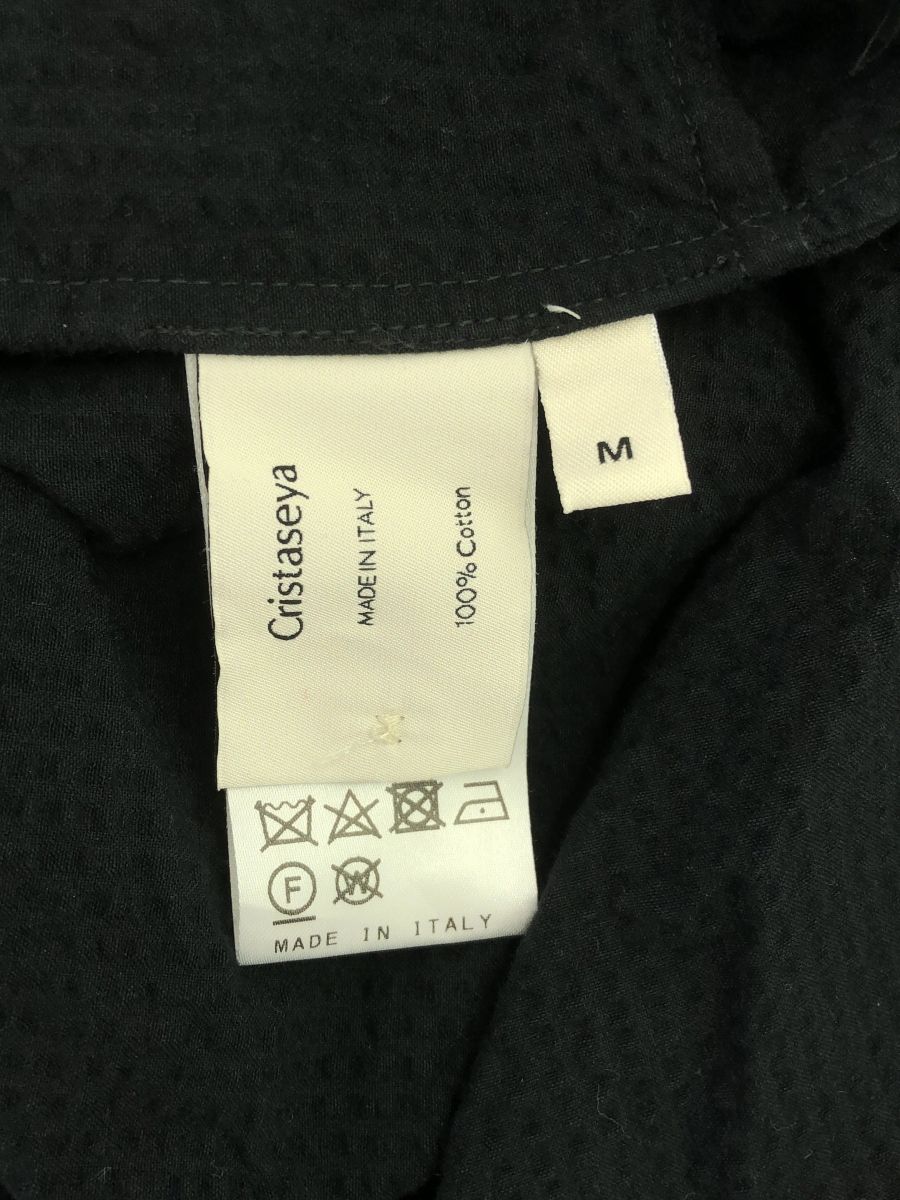 Cristaseya
MADE IN ITALY
100% Cotton
M
F
W
MADE IN ITALY